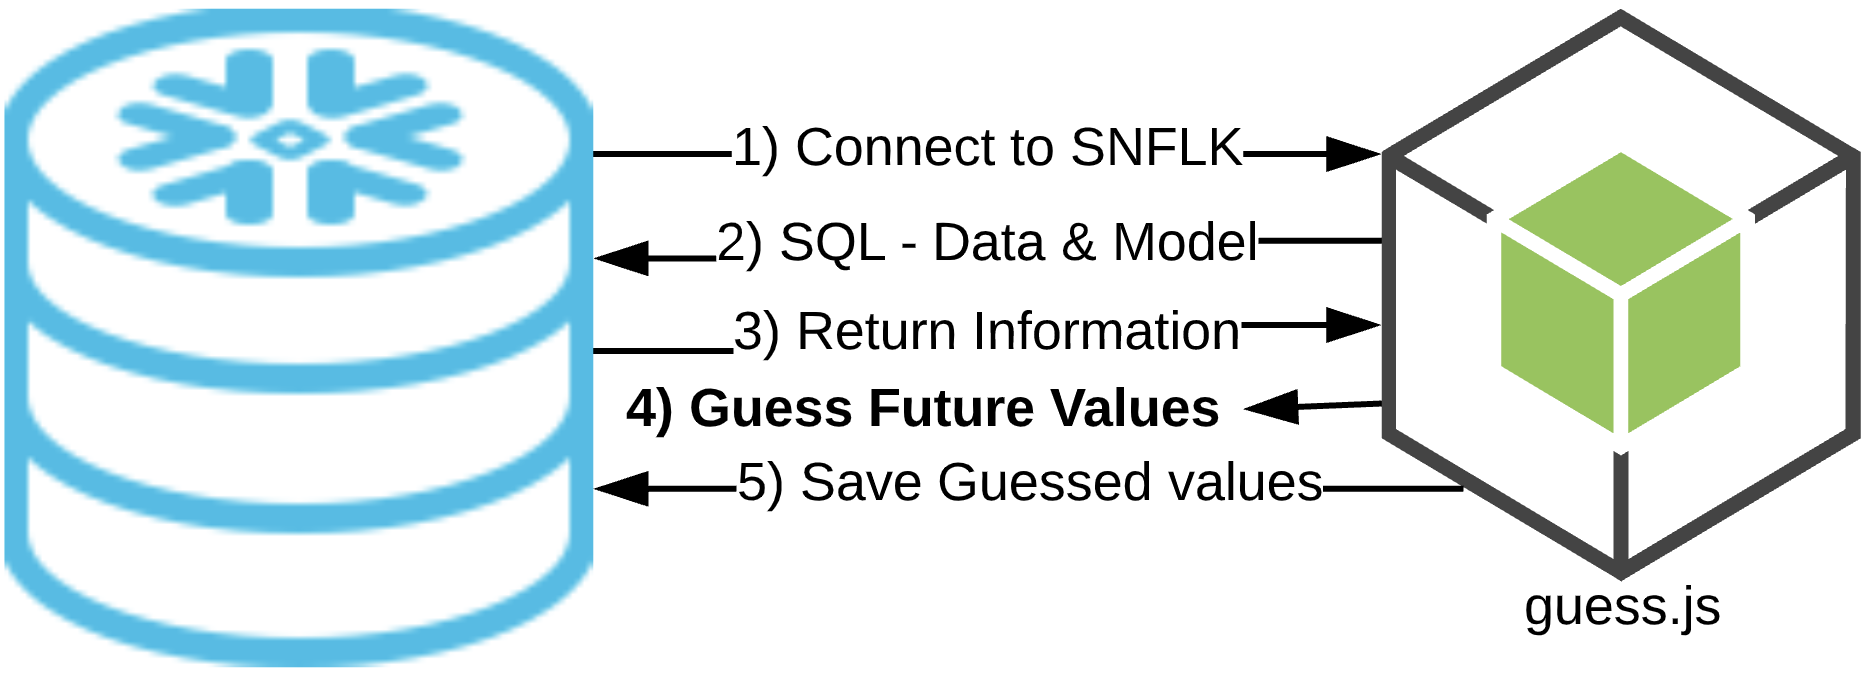 1) Connect to SNFLK
2) SQL - Data & Model
3) Return Information
4) Guess Future Values
5) Save Guessed values
guess.js